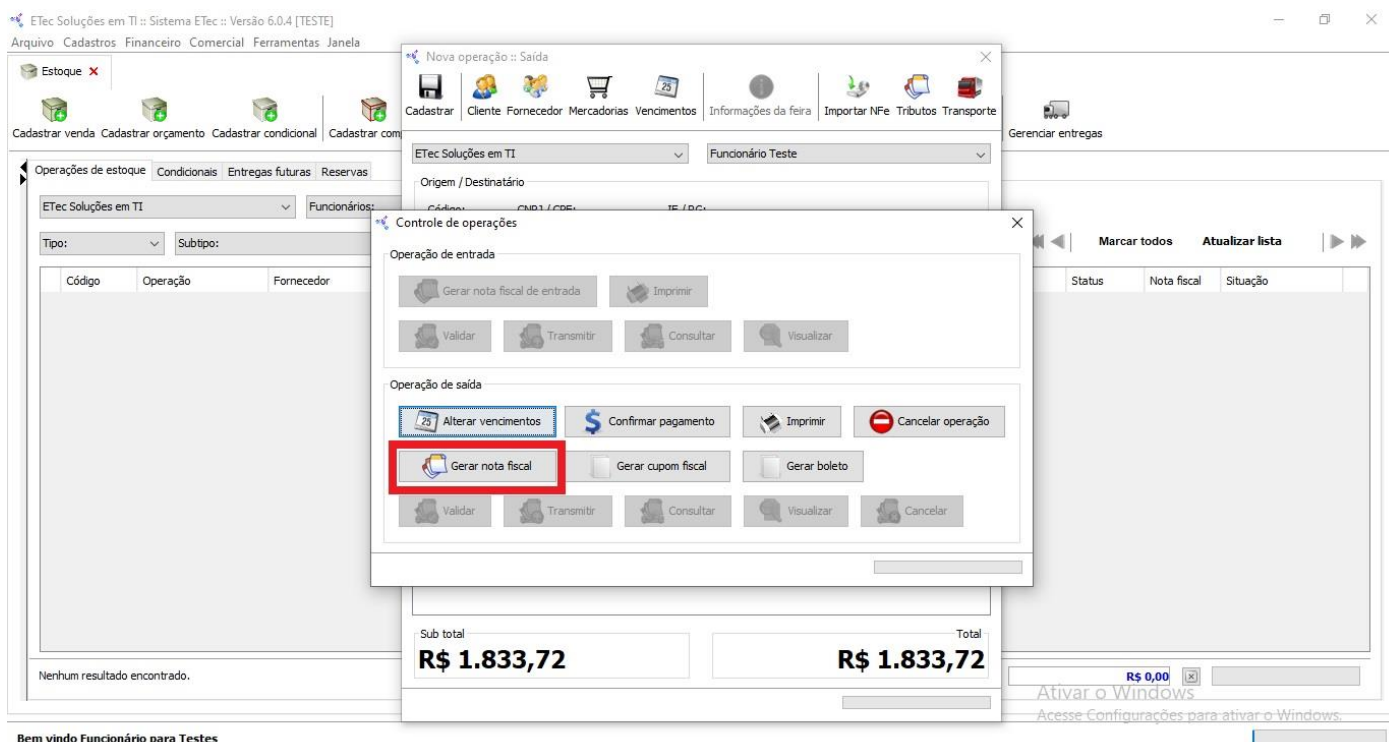 ETec Soluções em TI :: Sistema ETec :: Versão 6.0.4 [TESTE]
Arquivo Cadastros Financeiro Comercial Ferramentas Janela
Estoque
Cadastrar venda Cadastrar orçamento Cadastrar condicional Cadastrar com
Gerenciar entregas
Operações de estoque Condicionais Entregas futuras Reservas
ETec Soluções em TI Funcionários:
Tipo: Subtipo:
Marcar todos Atualizar lista
Código Operação Fornecedor
Status Nota fiscal Situação
Nova operação :: Saída
Cadastrar Cliente Fornecedor Mercadorias Vencimentos Informações da feira Importar NFe Tributos Transporte
ETec Soluções em TI Funcionário Teste
Origem / Destinatário
Código: CNPJ / CPF: IE / RG:
Controle de operações
Operação de entrada
Gerar nota fiscal de entrada Imprimir
Validar Transmitir Consultar Visualizar
Operação de saída
25 Alterar vencimentos Confirmar pagamento Imprimir Cancelar operação
Gerar nota fiscal Gerar cupom fiscal Gerar boleto
Validar Transmitir Consultar Visualizar Cancelar
Sub total Total
R$ 1.833,72 R$ 1.833,72
Nenhum resultado encontrado.
R$ 0,00
Ativar o Windows
Acesse Configurações para ativar o Windows.
Bem vindo Funcionário para Testes